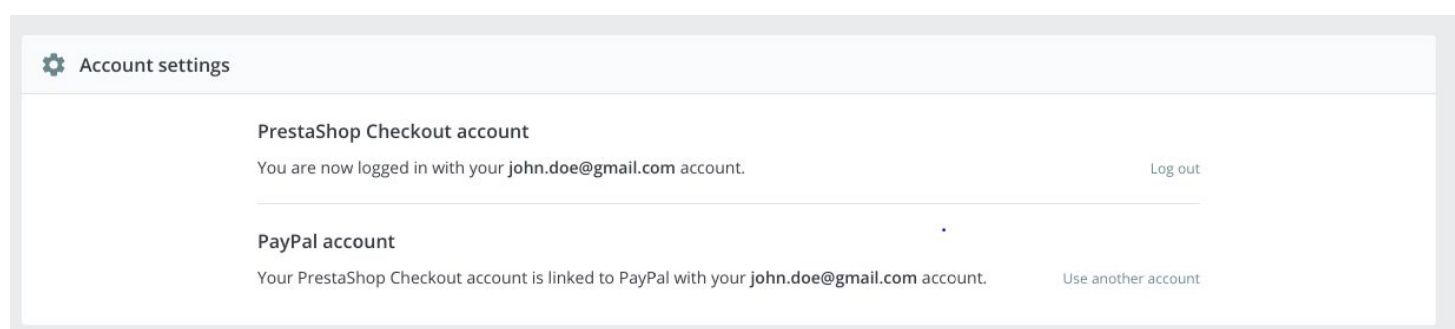 Account settings
PrestaShop Checkout account
You are now logged in with your john.doe@gmail.com account.
Log out
PayPal account
Your PrestaShop Checkout account is linked to PayPal with your john.doe@gmail.com account.
Use another account